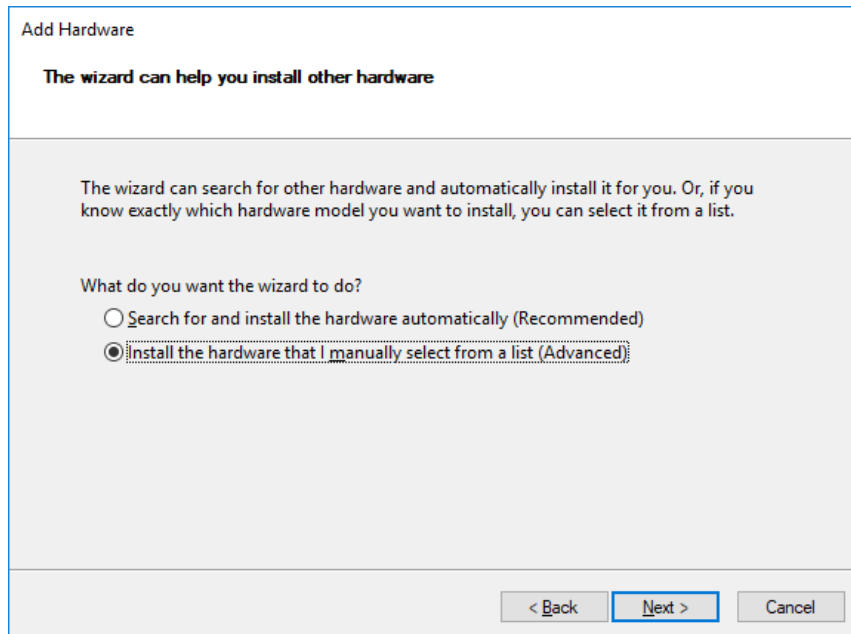 Add Hardware
The wizard can help you install other hardware
The wizard can search for other hardware and automatically install it for you. Or, if you
know exactly which hardware model you want to install, you can select it from a list.
What do you want the wizard to do?
Search for and install the hardware automatically (Recommended)
Install the hardware that I manually select from a list (Advanced)
< Back Next > Cancel